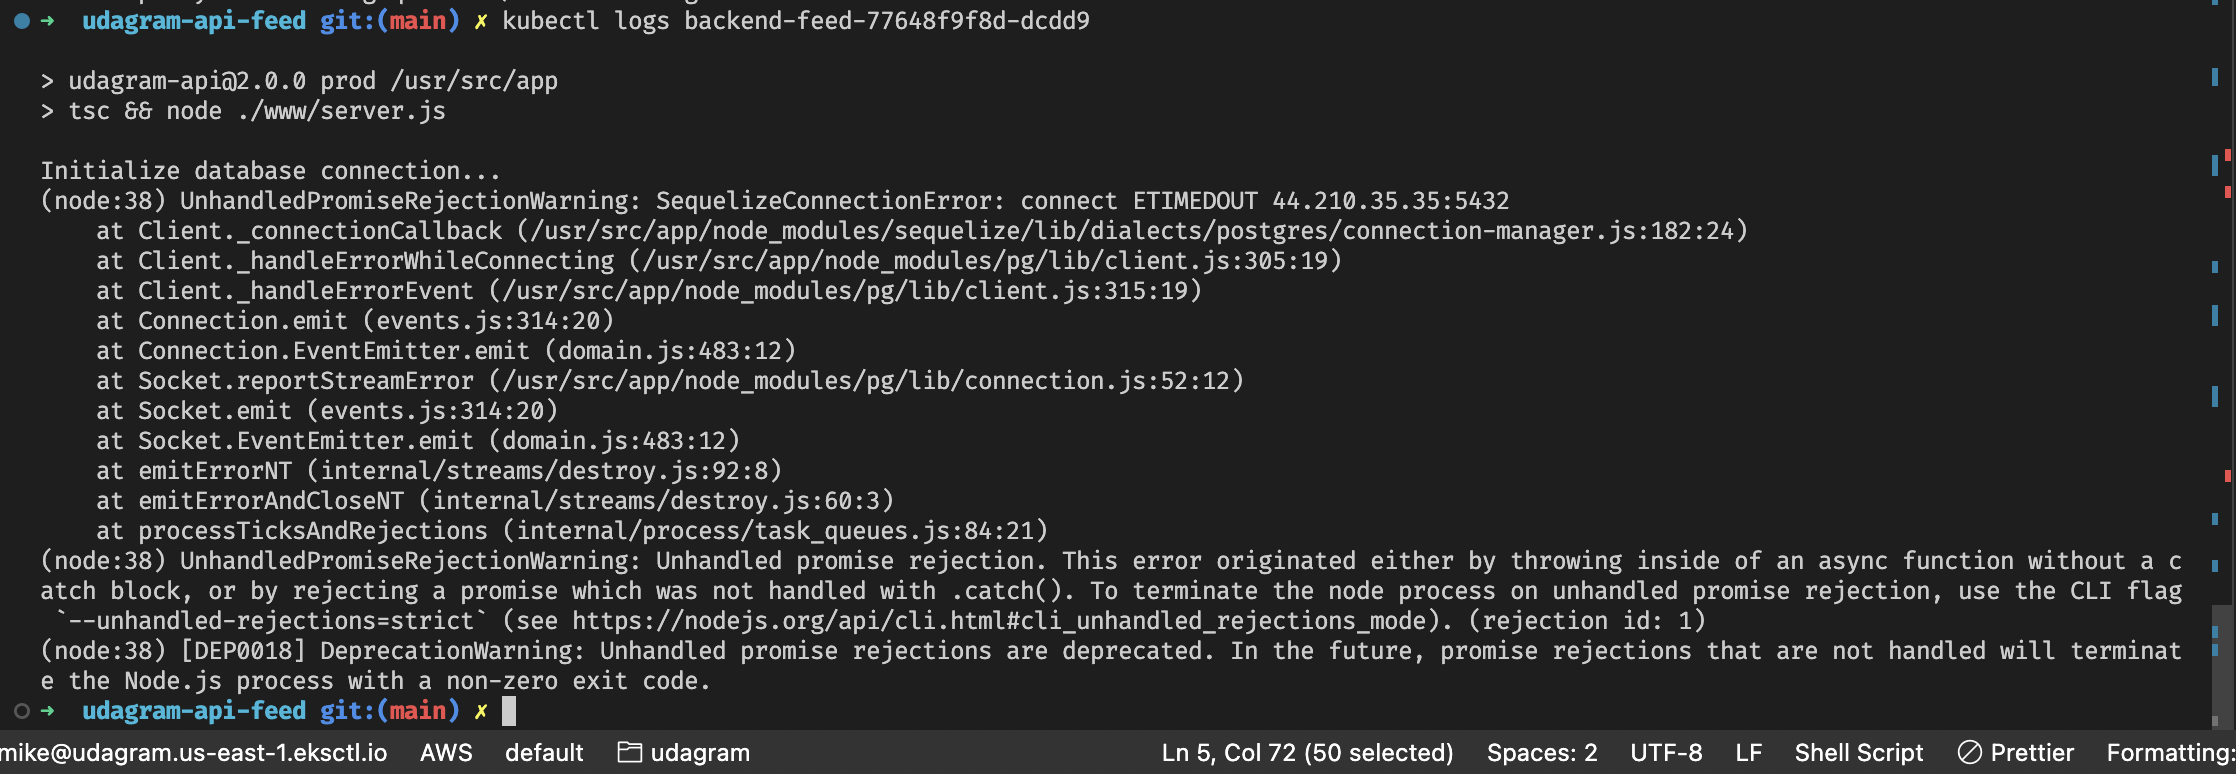 ➜ udagram-api-feed git:(main) ✗ kubectl logs backend-feed-77648f9f8d-dcdd9
> udagram-api@2.0.0 prod /usr/src/app
> tsc && node ./www/server.js
Initialize database connection...
(node:38) UnhandledPromiseRejectionWarning: SequelizeConnectionError: connect ETIMEDOUT 44.210.35.35:5432
at Client._connectionCallback (/usr/src/app/node_modules/sequelize/lib/dialects/postgres/connection-manager.js:182:24)
at Client._handleErrorWhileConnecting (/usr/src/app/node_modules/pg/lib/client.js:305:19)
at Client._handleErrorEvent (/usr/src/app/node_modules/pg/lib/client.js:315:19)
at Connection.emit (events.js:314:20)
at Connection.EventEmitter.emit (domain.js:483:12)
at Socket.reportStreamError (/usr/src/app/node_modules/pg/lib/connection.js:52:12)
at Socket.emit (events.js:314:20)
at Socket.EventEmitter.emit (domain.js:483:12)
at emitErrorNT (internal/streams/destroy.js:92:8)
at emitErrorAndCloseNT (internal/streams/destroy.js:60:3)
at processTicksAndRejections (internal/process/task_queues.js:84:21)
(node:38) UnhandledPromiseRejectionWarning: Unhandled promise rejection. This error originated either by throwing inside of an async function without a c
atch block, or by rejecting a promise which was not handled with .catch(). To terminate the node process on unhandled promise rejection, use the CLI flag
`--unhandled-rejections=strict` (see https://nodejs.org/api/cli.html#cli_unhandled_rejections_mode). (rejection id: 1)
(node:38) [DEP0018] DeprecationWarning: Unhandled promise rejections are deprecated. In the future, promise rejections that are not handled will terminat
e the Node.js process with a non-zero exit code.
➜ udagram-api-feed git:(main) ✗
mike@udagram.us-east-1.eksctl.io AWS default udagram Ln 5, Col 72 (50 selected) Spaces: 2 UTF-8 LF Shell Script Prettier Formatting: